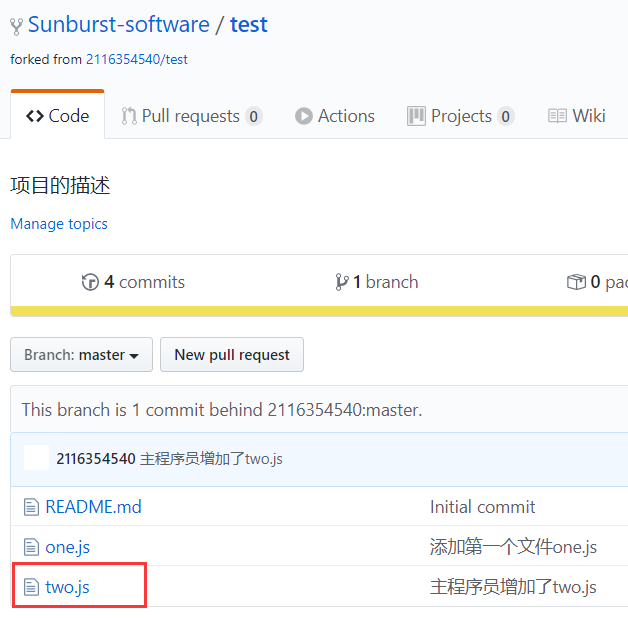 Sunburst-software / test
forked from 2116354540/test
Code Pull requests 0 Actions Projects 0 Wiki
项目的描述
Manage topics
4 commits 1 branch 0
Branch: master New pull request
This branch is 1 commit behind 2116354540:master.
2116354540 主程序员增加了two.js
README.md Initial commit
one.js 添加第一个文件one.js
two.js 主程序员增加了two.js